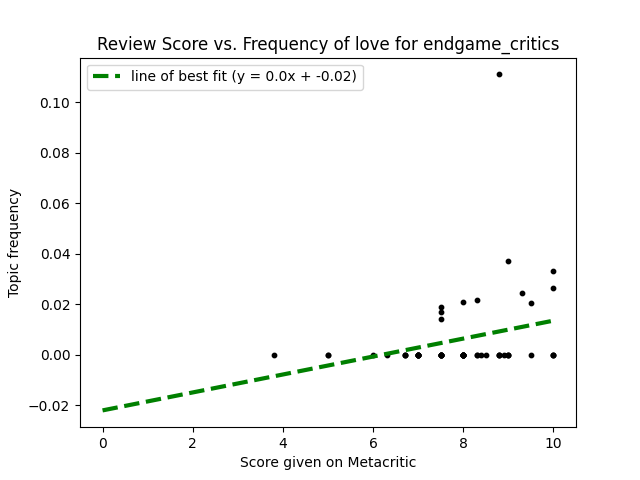 Review Score vs. Frequency of love for endgame_critics
line of best fit (y = 0.0x + -0.02)
0.10
0.08
0.06
0.04
0.02
0.00
−0.02
Topic frequency
0 2 4 6 8 10
Score given on Metacritic